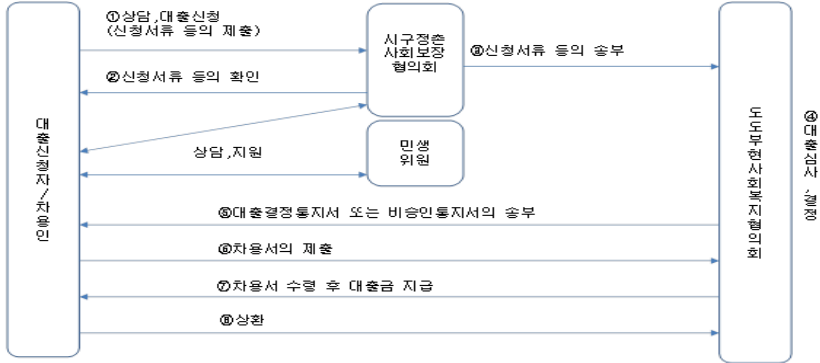 ①상담,대출신청
(신청서류 등의 제출)
시구정촌
사회보장
협의회
③신청서류 등의 송부
②신청서류 등의 확인
대출신청자/차용인
상담,지원
민생
위원
도도부현사회복지협의회
④대출심사,결정
⑤대출결정통지서 또는 비승인통지서의 송부
⑥차용서의 제출
⑦차용서 수령 후 대출금 지급
⑧상환